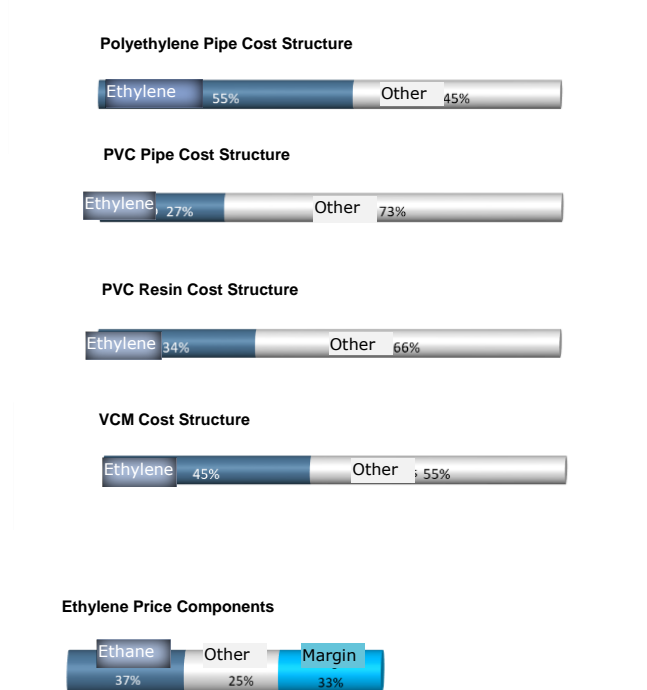 Polyethylene Pipe Cost Structure
Ethylene 55% Other 45%
PVC Pipe Cost Structure
Ethylene 27% Other 73%
PVC Resin Cost Structure
Ethylene 34% Other 66%
VCM Cost Structure
Ethylene 45% Other 55%
Ethylene Price Components
Ethane Other Margin
37% 25% 33%